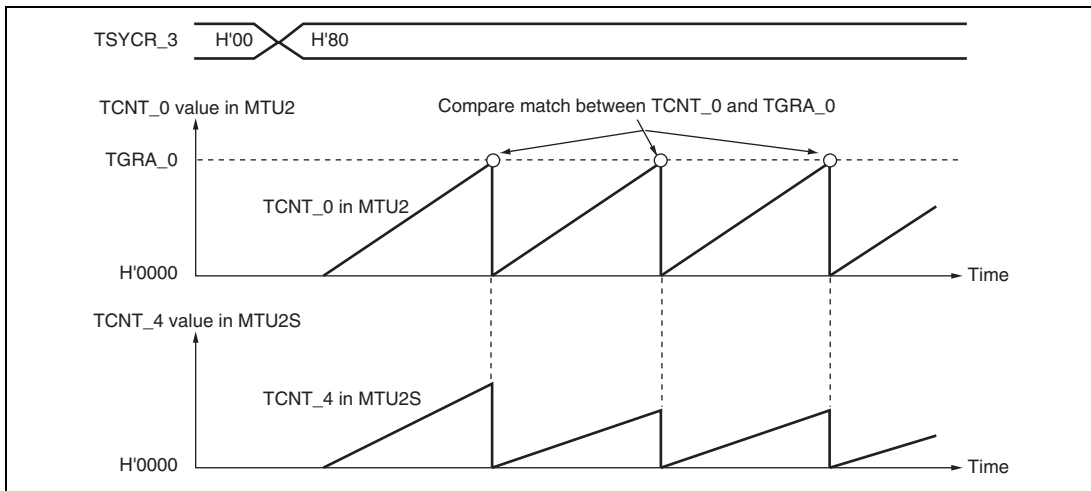 TSYCR_3
H'00
H'80
TCNT_0 value in MTU2
Compare match between TCNT_0 and TGRA_0
TGRA_0
TCNT_0 in MTU2
H'0000
Time
TCNT_4 value in MTU2S
TCNT_4 in MTU2S
H'0000
Time